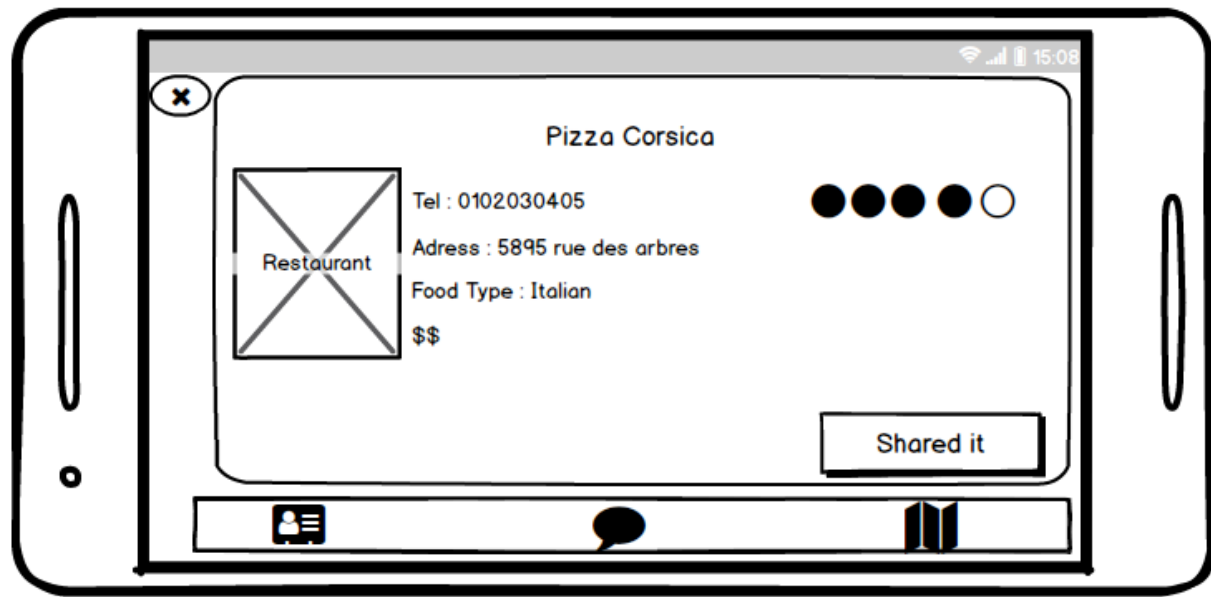 15:08
Pizza Corsica
Restaurant
Tel : 0102030405
Adress : 5895 rue des arbres
Food Type : Italian
$$
Shared it